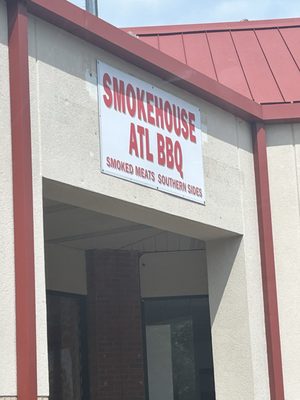 SMOKEHOUSE
ATL BBQ
SMOKED MEATS SOUTHERN SIDES